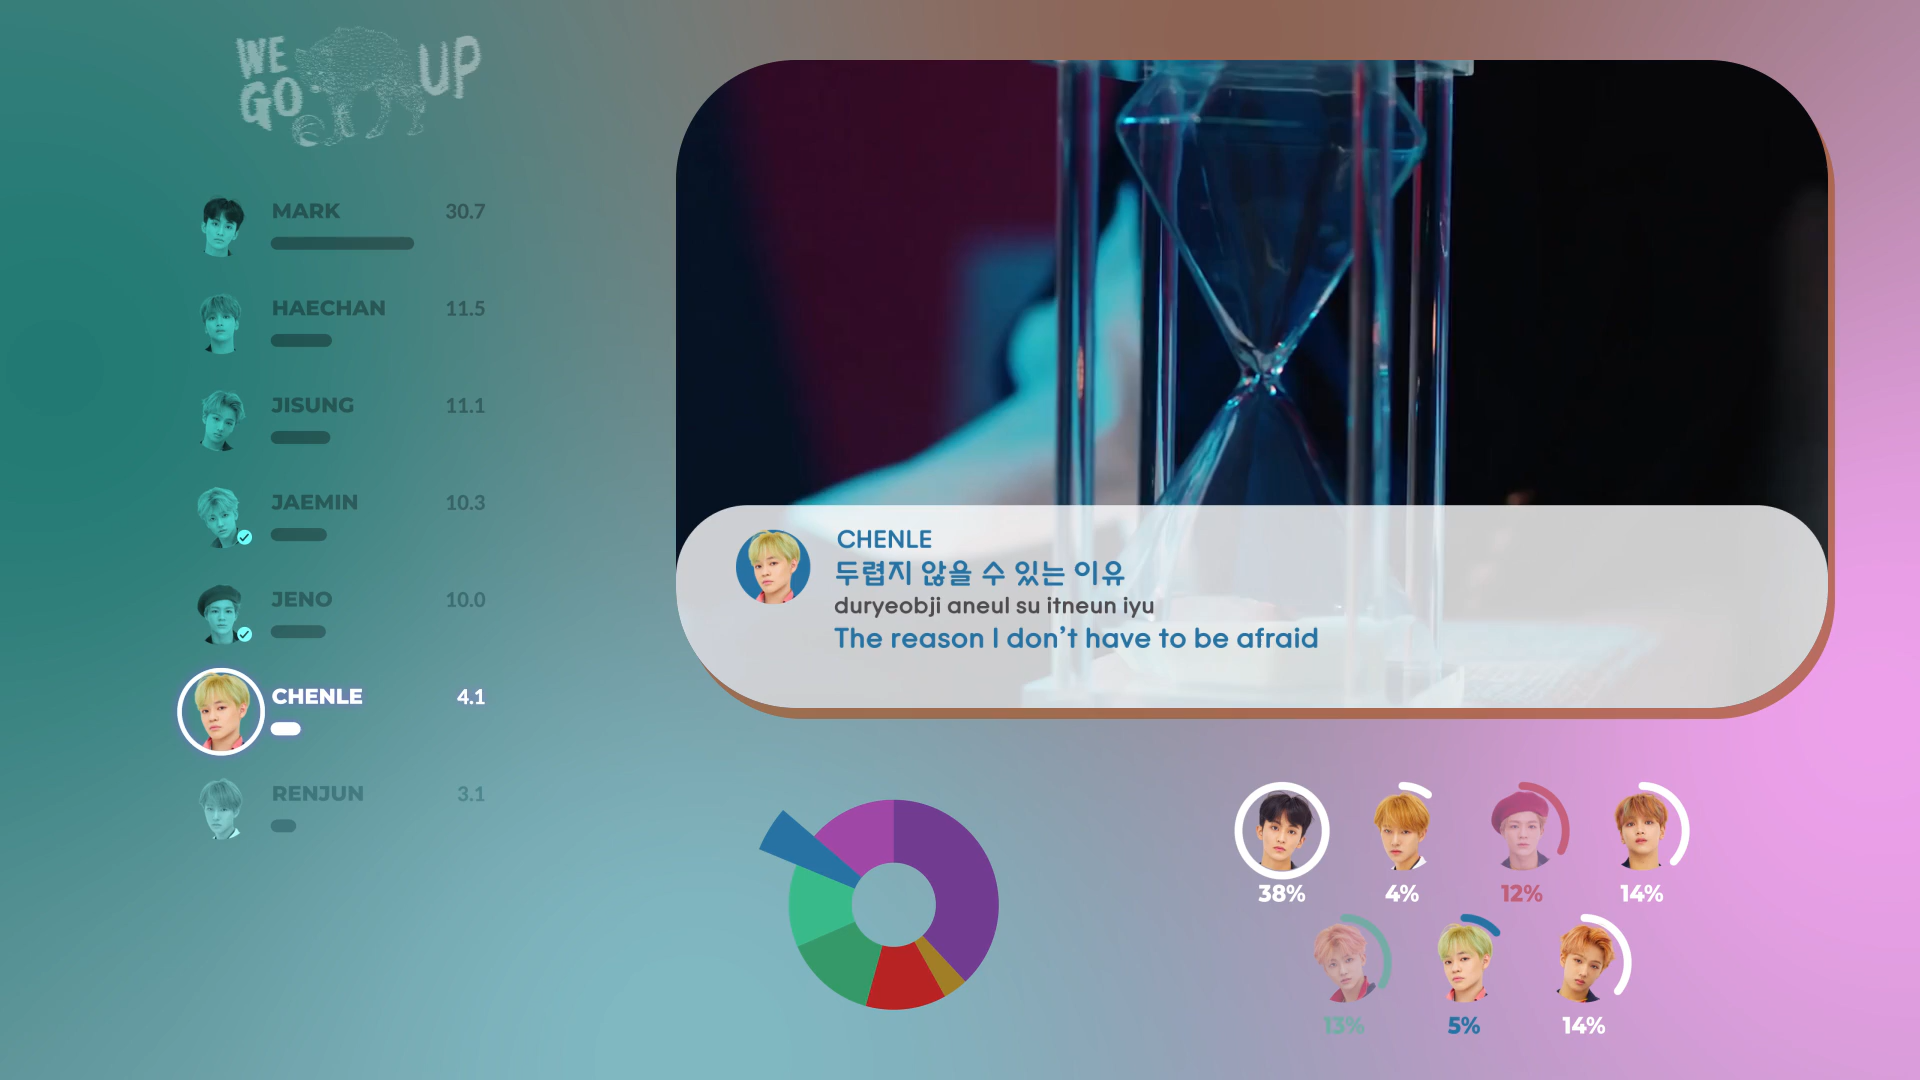 WE
GO
UP
MARK 30.7
HAECHAN 11.5
JISUNG 11.1
JAEMIN 10.3
JENO 10.0
CHENLE 4.1
RENJUN 3.1
CHENLE
두렵지 않을 수 있는 이유
duryeobji aneul su itneun iyu
The reason I don't have to be afraid
38% 4% 12% 14%
13% 5% 14%